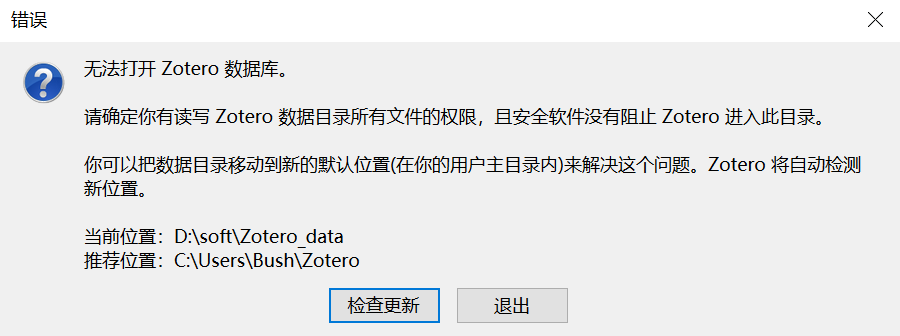 错误
无法打开 Zotero 数据库。
请确定你有读写 Zotero 数据目录所有文件的权限，且安全软件没有阻止 Zotero 进入此目录。
你可以把数据目录移动到新的默认位置(在你的用户主目录内)来解决这个问题。Zotero 将自动检测
新位置。
当前位置：D:\soft\Zotero_data
推荐位置：C:\Users\Bush\Zotero
检查更新 退出